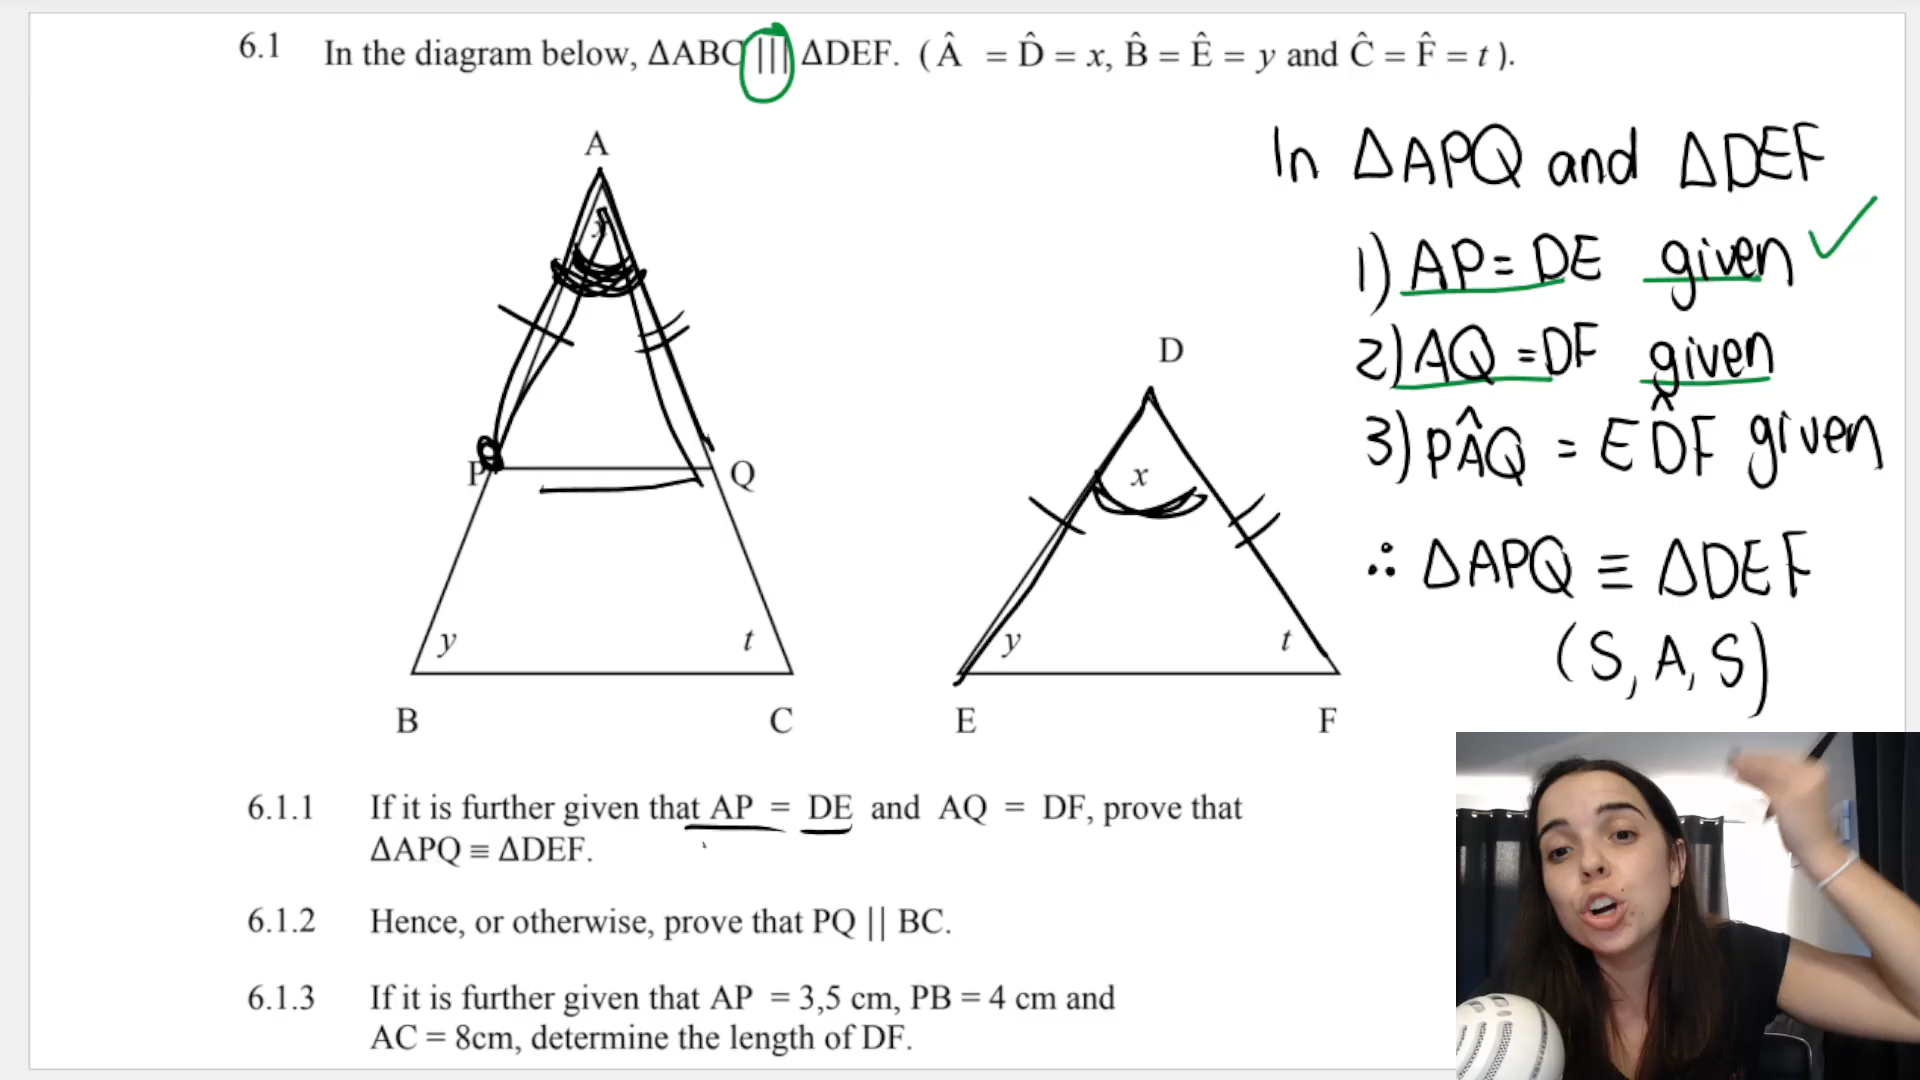 6.1 In the diagram below, ΔABC ||| ΔDEF. ( Â = D̂ = x, B̂ = Ê = y and Ĉ = F̂ = t ).
A
x
P
Q
y
t
B
C
D
x
y
t
E
F
In ΔAPQ and ΔDEF
1) AP = DE given ✓
2) AQ = DF given
3) PÂQ = ED̂F given
∴ ΔAPQ ≡ ΔDEF
(S, A, S)
6.1.1 If it is further given that AP = DE and AQ = DF, prove that
ΔAPQ ≡ ΔDEF.
6.1.2 Hence, or otherwise, prove that PQ || BC.
6.1.3 If it is further given that AP = 3,5 cm, PB = 4 cm and
AC = 8cm, determine the length of DF.